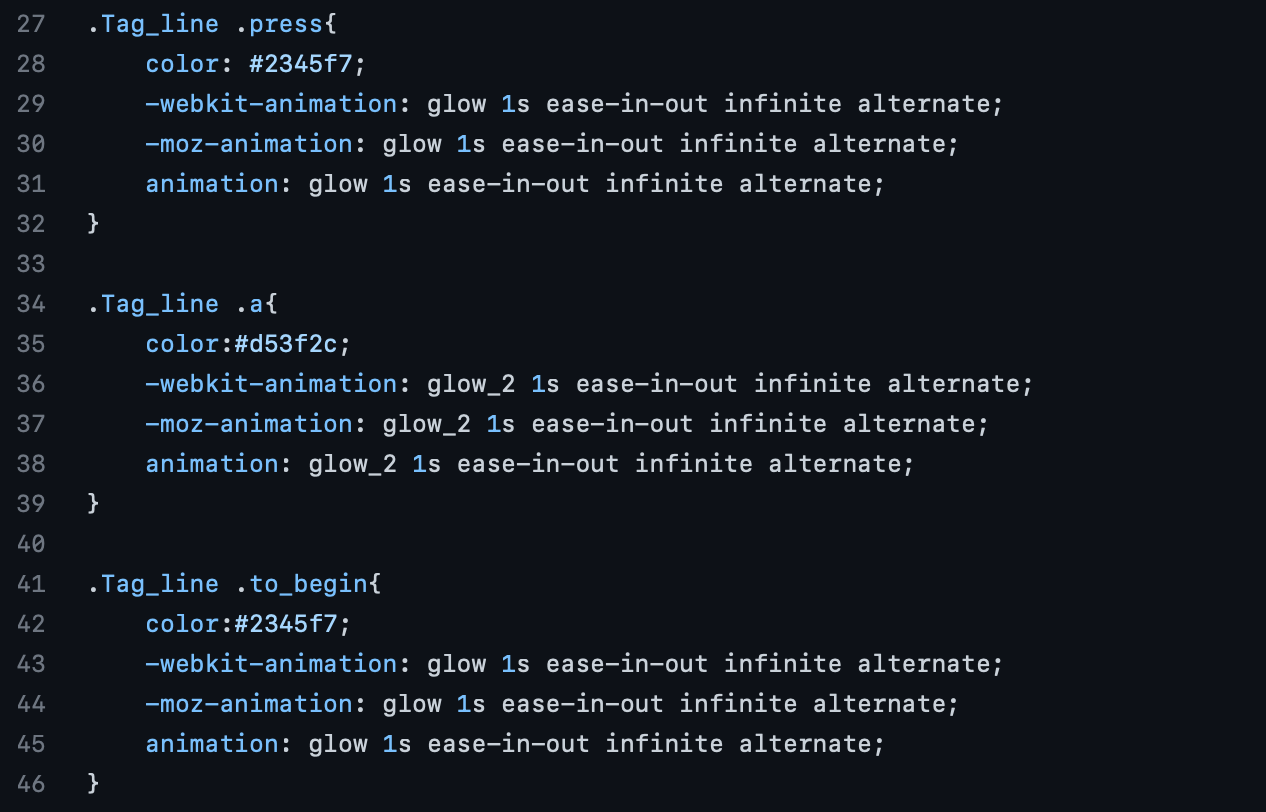 27 .Tag_line .press{
28 color: #2345f7;
29 -webkit-animation: glow 1s ease-in-out infinite alternate;
30 -moz-animation: glow 1s ease-in-out infinite alternate;
31 animation: glow 1s ease-in-out infinite alternate;
32 }
33
34 .Tag_line .a{
35 color:#d53f2c;
36 -webkit-animation: glow_2 1s ease-in-out infinite alternate;
37 -moz-animation: glow_2 1s ease-in-out infinite alternate;
38 animation: glow_2 1s ease-in-out infinite alternate;
39 }
40
41 .Tag_line .to_begin{
42 color:#2345f7;
43 -webkit-animation: glow 1s ease-in-out infinite alternate;
44 -moz-animation: glow 1s ease-in-out infinite alternate;
45 animation: glow 1s ease-in-out infinite alternate;
46 }